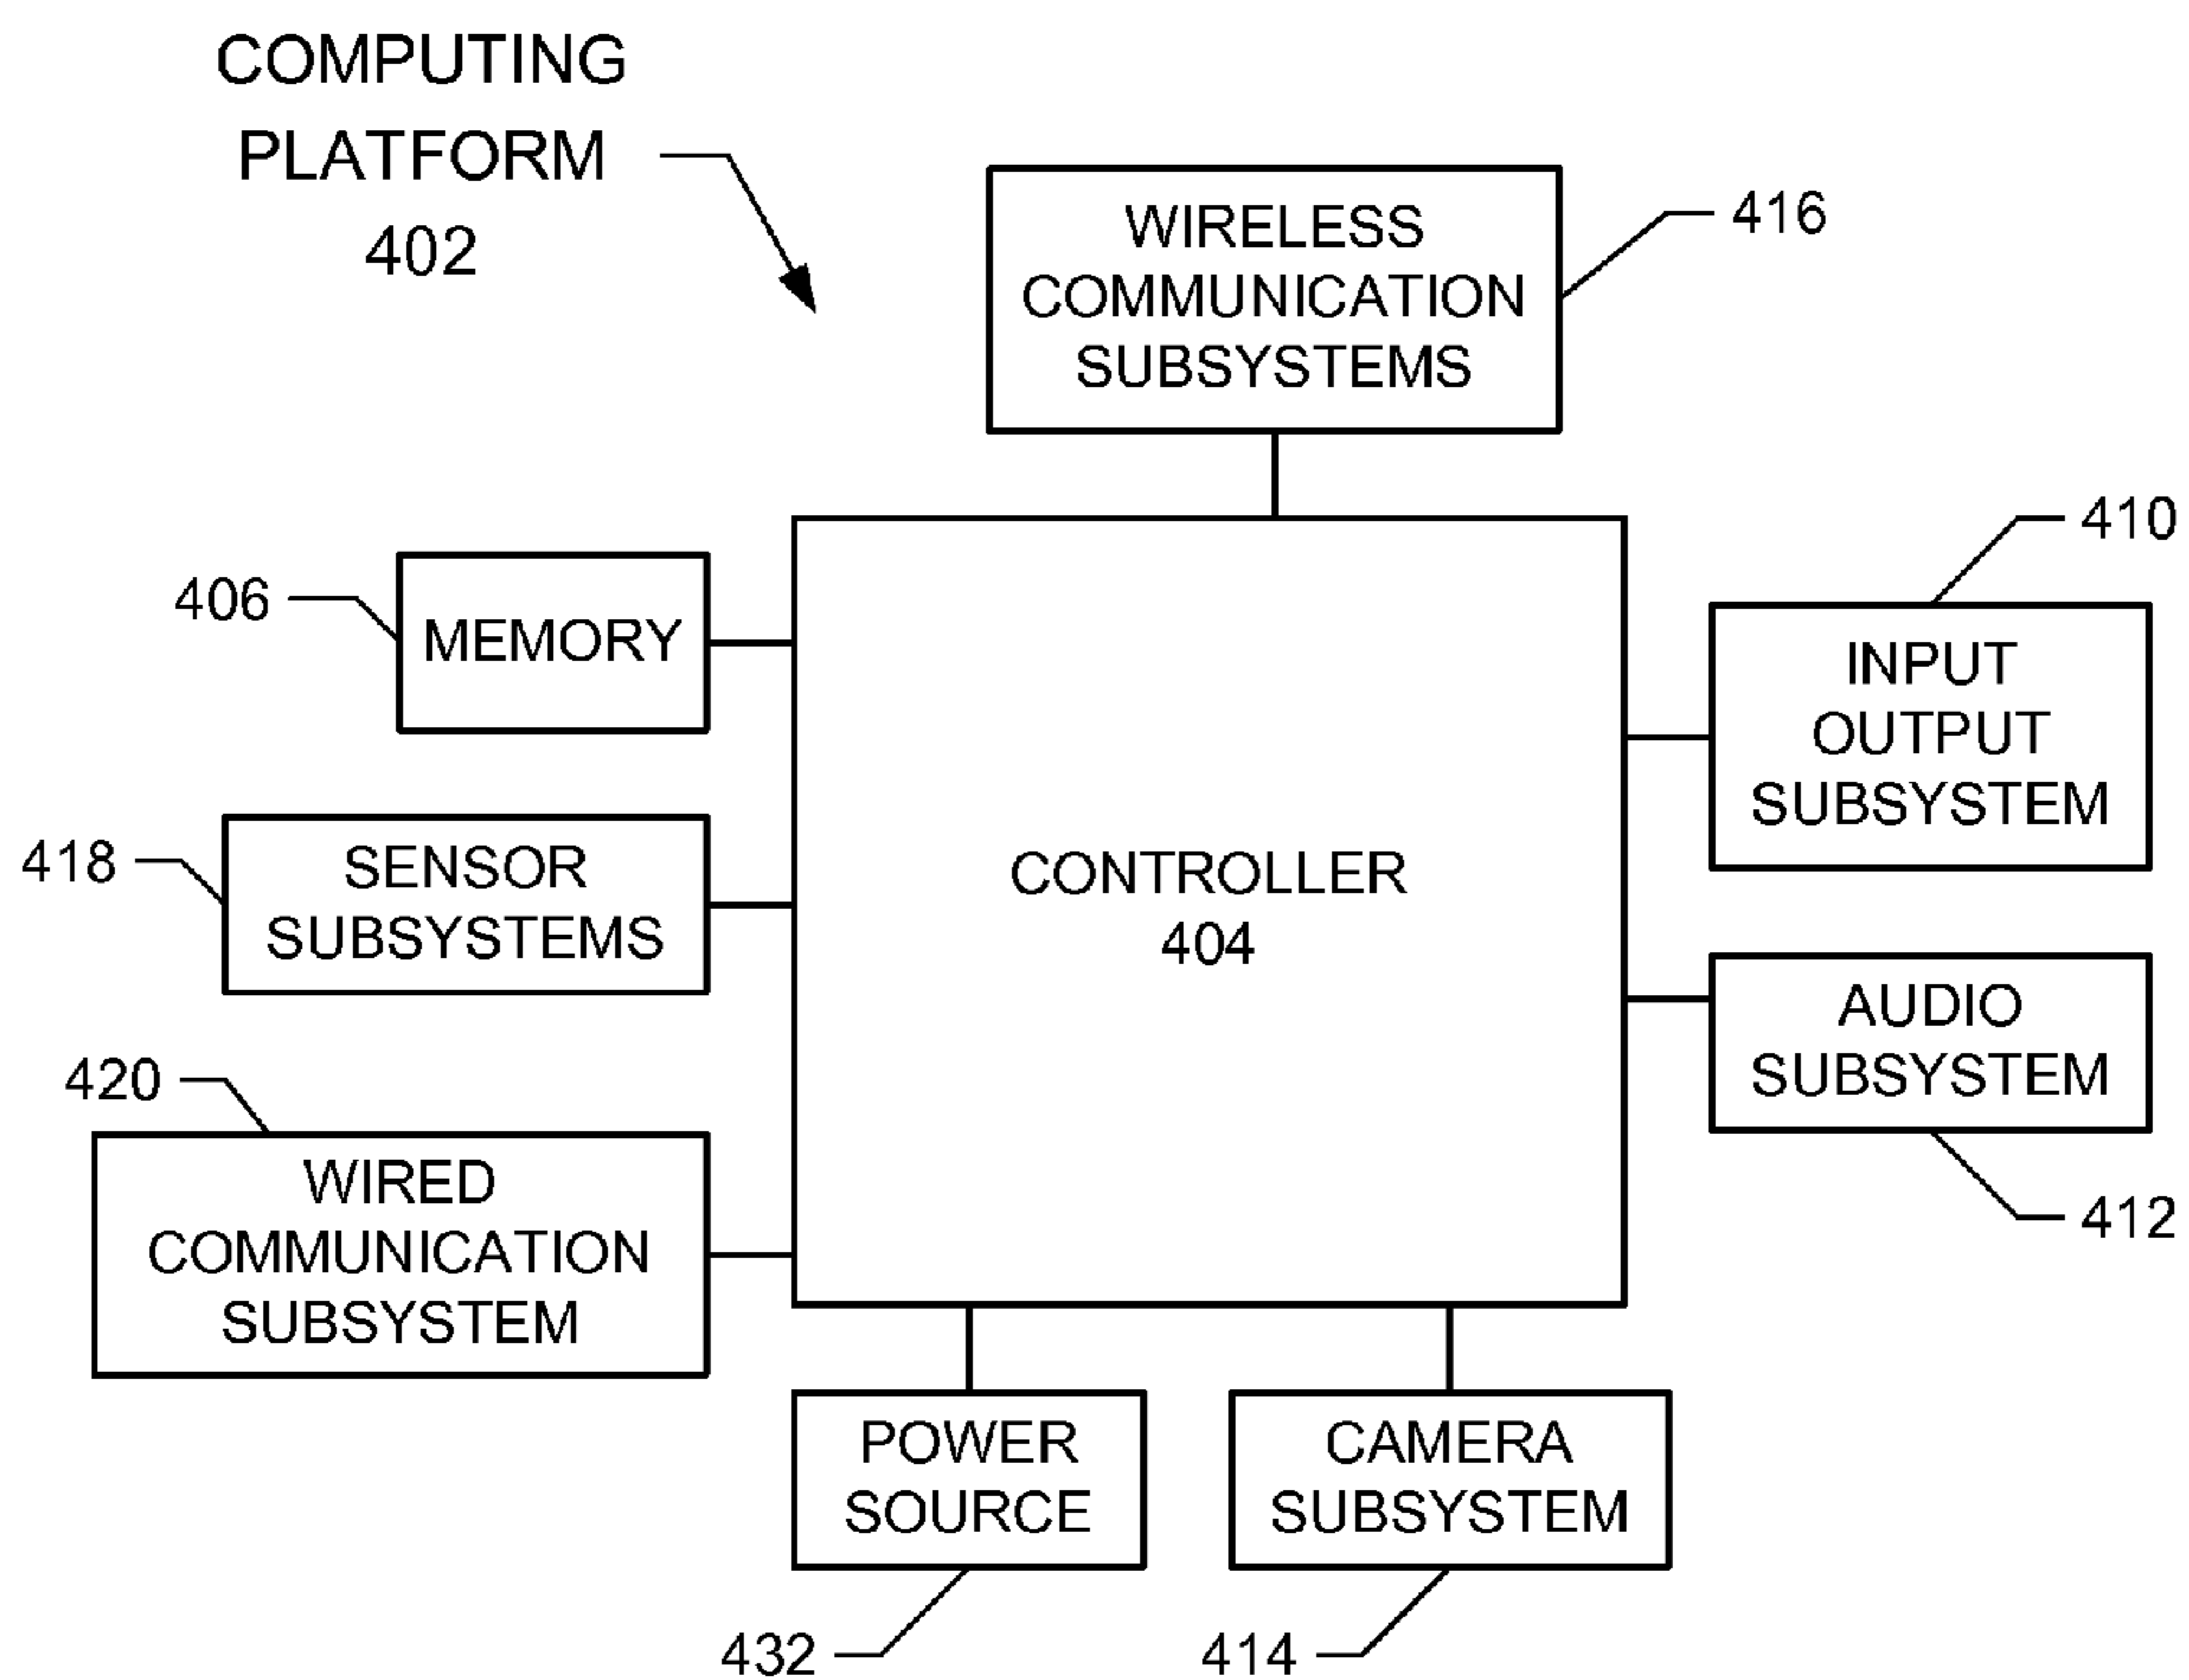 COMPUTING
PLATFORM
402
WIRELESS
COMMUNICATION
SUBSYSTEMS
416
410
406
MEMORY
INPUT
OUTPUT
SUBSYSTEM
418
SENSOR
SUBSYSTEMS
CONTROLLER
404
AUDIO
SUBSYSTEM
412
420
WIRED
COMMUNICATION
SUBSYSTEM
POWER
SOURCE
432
CAMERA
SUBSYSTEM
414